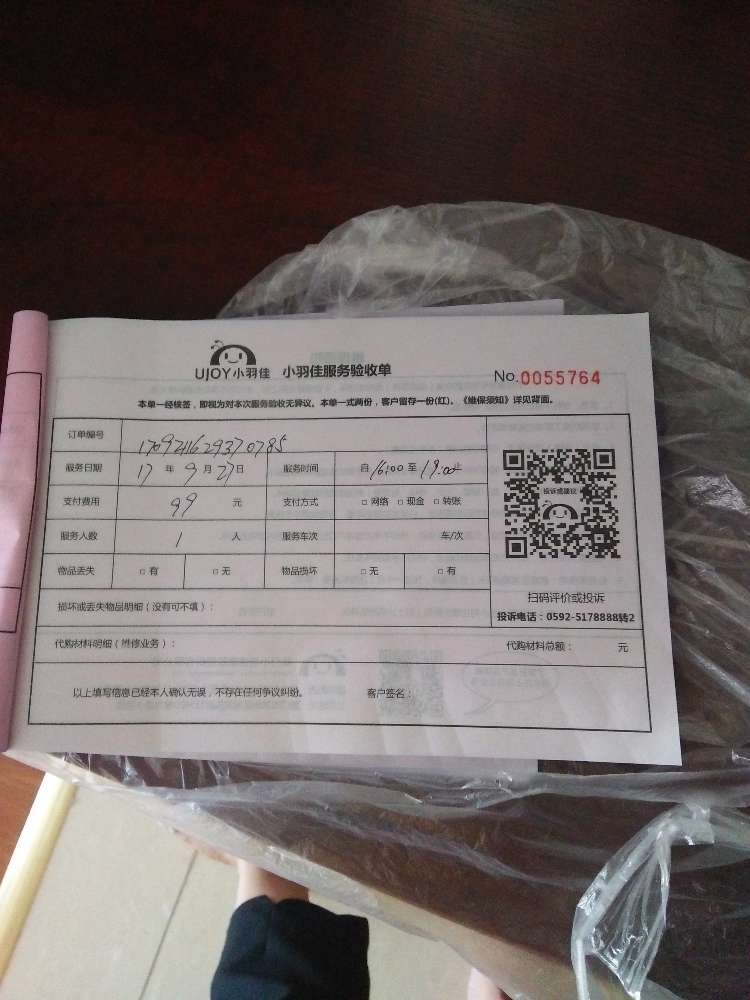 UJOY小羽佳 小羽佳服务验收单 No.0055764
本单一经核签，即视为对本次服务验收无异议。本单一式两份，客户留存一份(红)，《维保须知》详见背面。
订单编号 1709211629370785
服务日期 17 年 9 月 27 日 服务时间 自 16:00 至 19:00 止
支付费用 99 元 支付方式 □ 网络 □ 现金 □ 转账
投诉或建议
服务人数 1 人 服务车次 车/次
物品丢失 □ 有 □ 无 物品损坏 □ 无 □ 有
扫码评价或投诉
投诉电话：0592-5178888转2
损坏或丢失物品明细（没有可不填）：
代购材料明细（维修业务）： 代购材料总额： 元
以上填写信息已经本人确认无误，不存在任何争议纠纷。 客户签名：